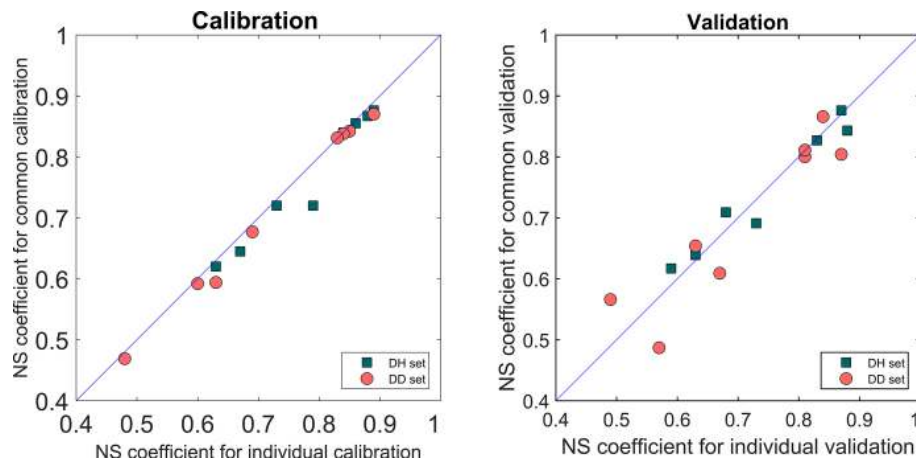 Calibration
NS coefficient for common calibration
1
0.9
0.8
0.7
0.6
0.5
0.4
0.4 0.5 0.6 0.7 0.8 0.9 1
NS coefficient for individual calibration
DH set
DD set
Validation
NS coefficient for common validation
1
0.9
0.8
0.7
0.6
0.5
0.4
0.4 0.5 0.6 0.7 0.8 0.9 1
NS coefficient for individual validation
DH set
DD set